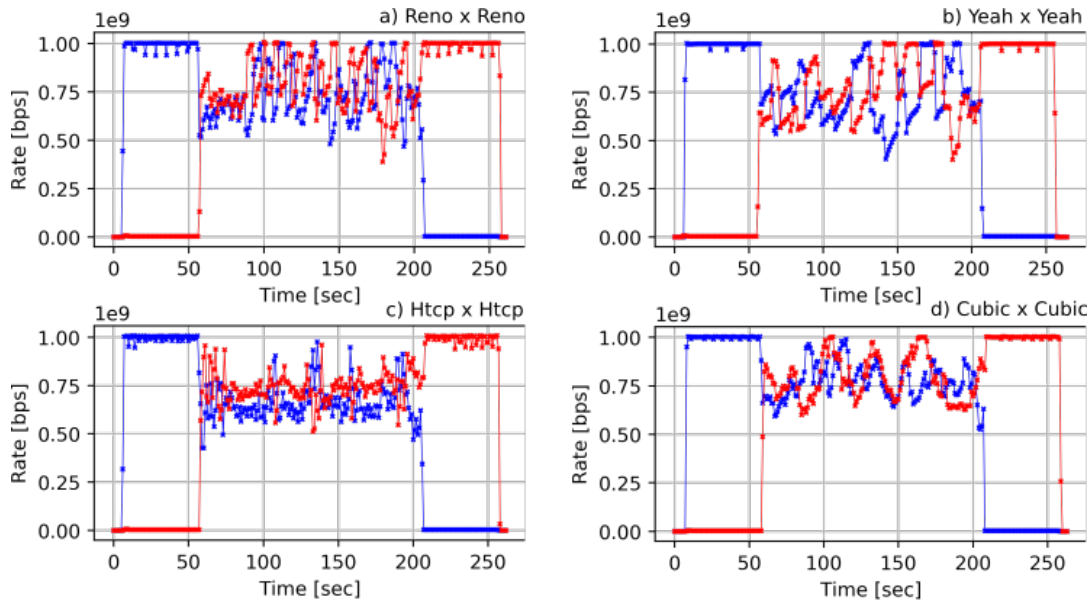 1e9 a) Reno x Reno
1.00
0.75
0.50
0.25
0.00
Rate [bps]
0 50 100 150 200 250
Time [sec]
1e9 b) Yeah x Yeah
1.00
0.75
0.50
0.25
0.00
Rate [bps]
0 50 100 150 200 250
Time [sec]
1e9 c) Htcp x Htcp
1.00
0.75
0.50
0.25
0.00
Rate [bps]
0 50 100 150 200 250
Time [sec]
1e9 d) Cubic x Cubic
1.00
0.75
0.50
0.25
0.00
Rate [bps]
0 50 100 150 200 250
Time [sec]